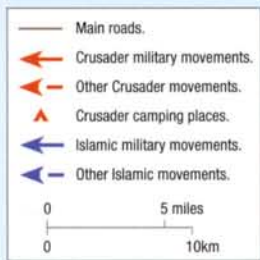 Main roads.
Crusader military movements.
Other Crusader movements.
Crusader camping places.
Islamic military movements.
Other Islamic movements.
0 5 miles
0 10km